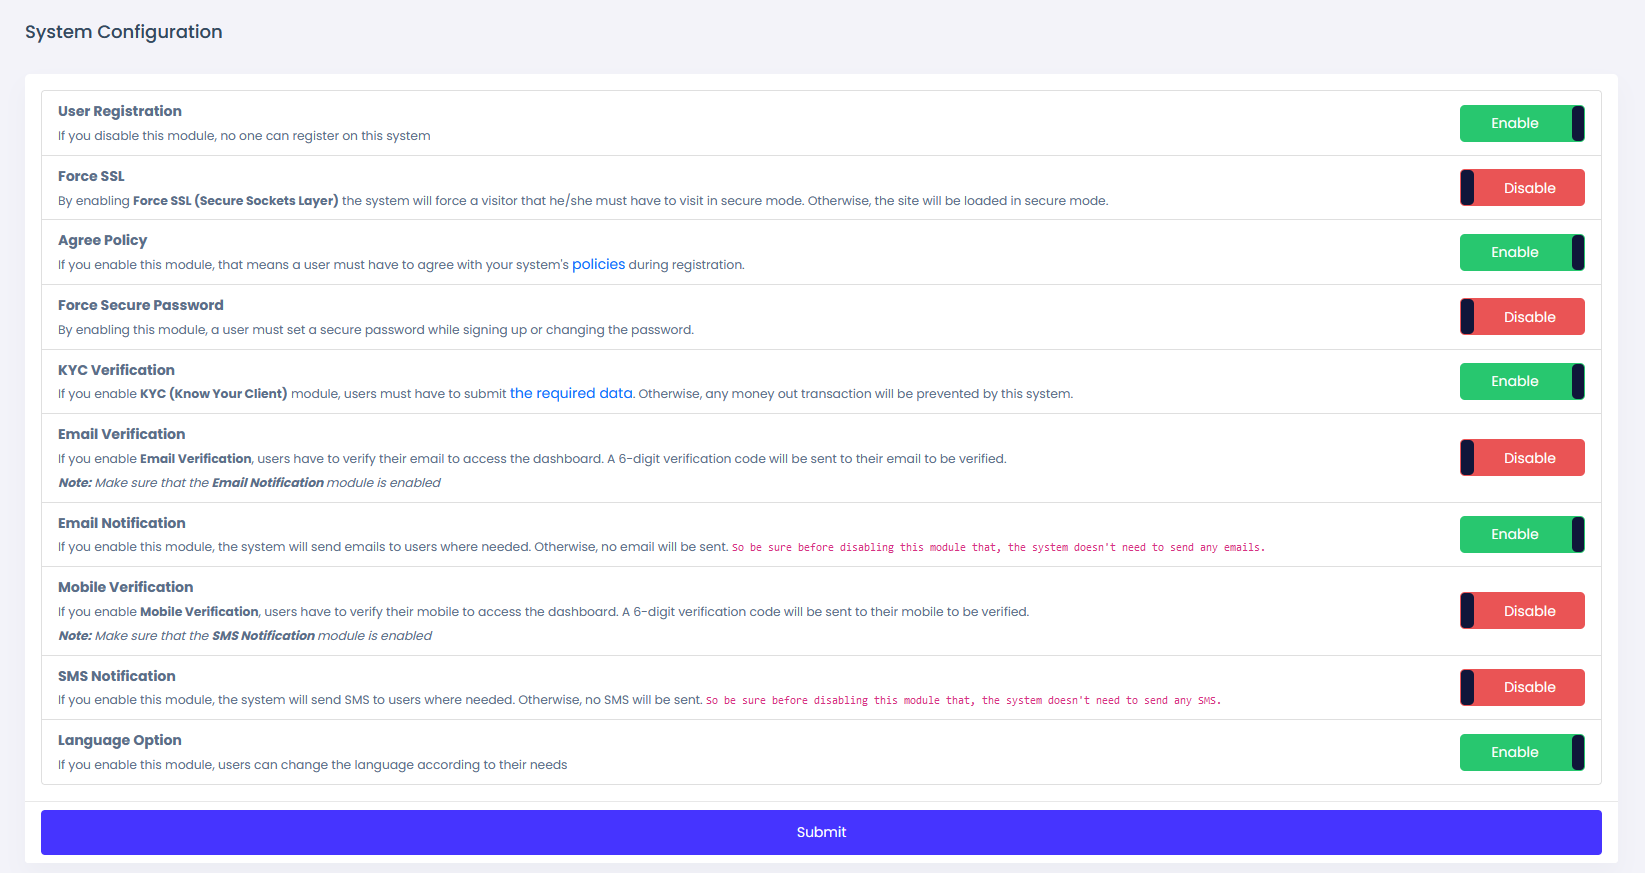 System Configuration
User Registration
If you disable this module, no one can register on this system
Enable
Force SSL
By enabling Force SSL (Secure Sockets Layer) the system will force a visitor that he/she must have to visit in secure mode. Otherwise, the site will be loaded in secure mode.
Disable
Agree Policy
If you enable this module, that means a user must have to agree with your system's policies during registration.
Enable
Force Secure Password
By enabling this module, a user must set a secure password while signing up or changing the password.
Disable
KYC Verification
If you enable KYC (Know Your Client) module, users must have to submit the required data. Otherwise, any money out transaction will be prevented by this system.
Enable
Email Verification
If you enable Email Verification, users have to verify their email to access the dashboard. A 6-digit verification code will be sent to their email to be verified.
Note: Make sure that the Email Notification module is enabled
Disable
Email Notification
If you enable this module, the system will send emails to users where needed. Otherwise, no email will be sent. So be sure before disabling this module that, the system doesn't need to send any emails.
Enable
Mobile Verification
If you enable Mobile Verification, users have to verify their mobile to access the dashboard. A 6-digit verification code will be sent to their mobile to be verified.
Note: Make sure that the SMS Notification module is enabled
Disable
SMS Notification
If you enable this module, the system will send SMS to users where needed. Otherwise, no SMS will be sent. So be sure before disabling this module that, the system doesn't need to send any SMS.
Disable
Language Option
If you enable this module, users can change the language according to their needs
Enable
Submit